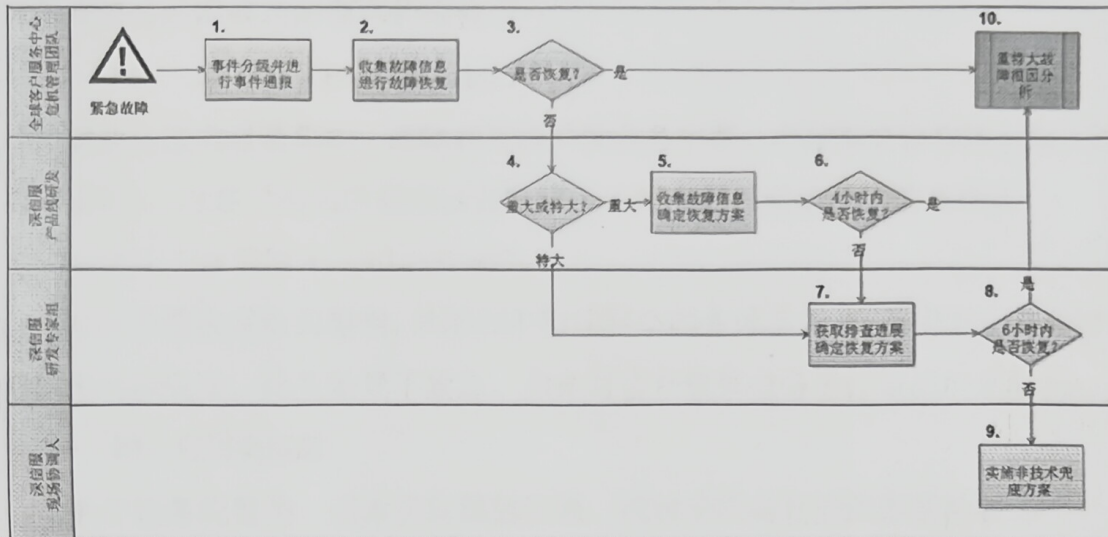 全球客户服务中心
危机管理团队
紧急故障
1.
事件分级并进
行事件通报
2.
收集故障信息
进行故障恢复
3.
是否恢复?
是
否
10.
重特大故
障根因分
析
深信服
产品线研发
4.
重大或特大?
重大
特大
5.
收集故障信息
确定恢复方案
6.
4小时内
是否恢复?
是
否
深信服
研发专家组
7.
获取排查进展
确定恢复方案
8.
6小时内
是否恢复?
是
否
深信服
现场协调人
9.
实施非技术兜
底方案